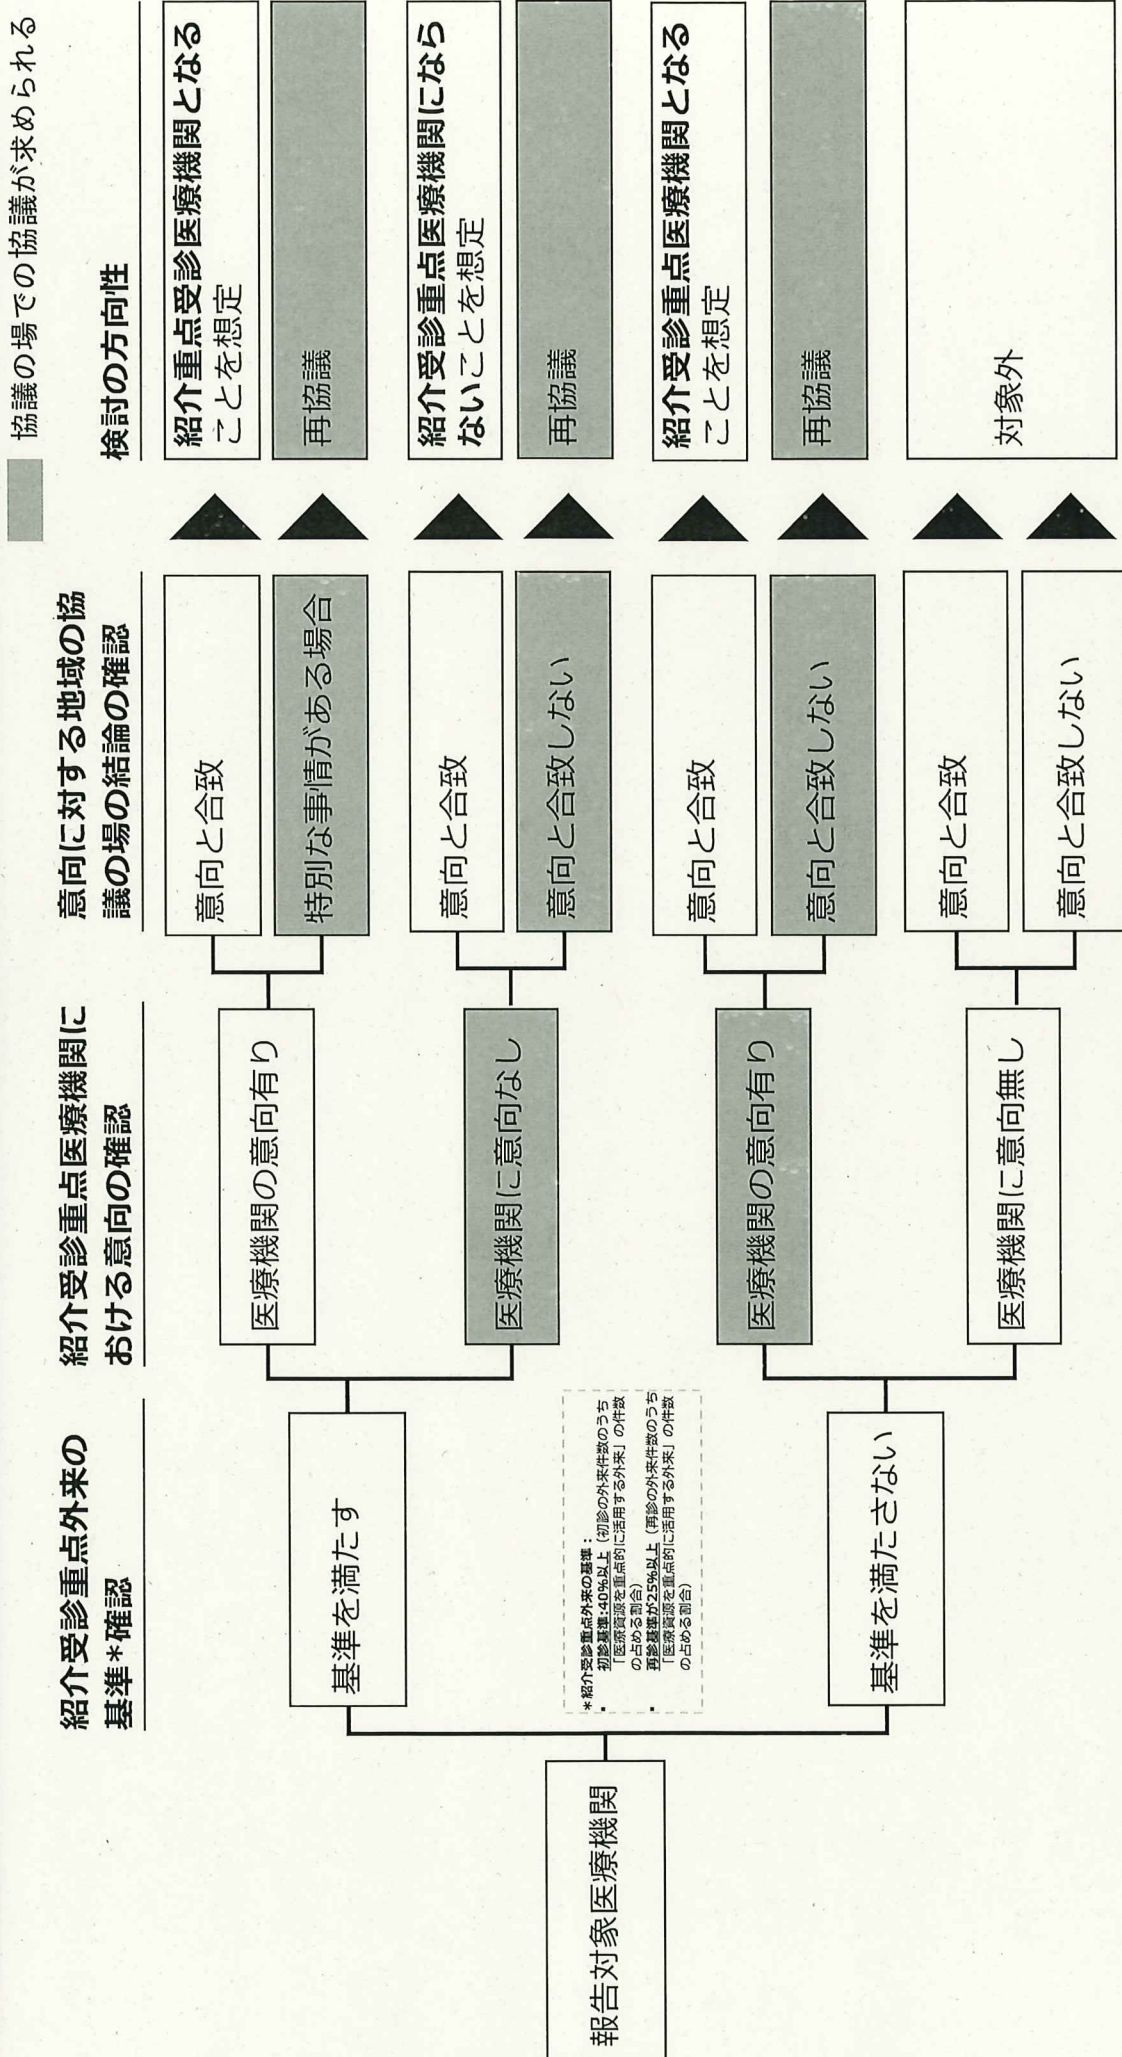 協議の場での協議が求められる
紹介受診重点外来の
基準*確認
紹介受診重点医療機関に
おける意向の確認
意向に対する地域の協
議の場の結論の確認
検討の方向性
報告対象医療機関
基準を満たす
医療機関の意向有り
意向と合致
紹介重点受診医療機関となる
ことを想定
特別な事情がある場合
再協議
医療機関に意向なし
意向と合致
紹介受診重点医療機関になら
ないことを想定
意向と合致しない
再協議
*紹介受診重点外来の基準:
▪ 初診基準:40%以上(初診の外来件数のうち
「医療資源を重点的に活用する外来」の件数
の占める割合)
▪ 再診基準が25%以上(再診の外来件数のうち
「医療資源を重点的に活用する外来」の件数
の占める割合)
基準を満たさない
医療機関の意向有り
意向と合致
紹介受診重点医療機関となる
ことを想定
意向と合致しない
再協議
医療機関に意向無し
意向と合致
意向と合致しない
対象外